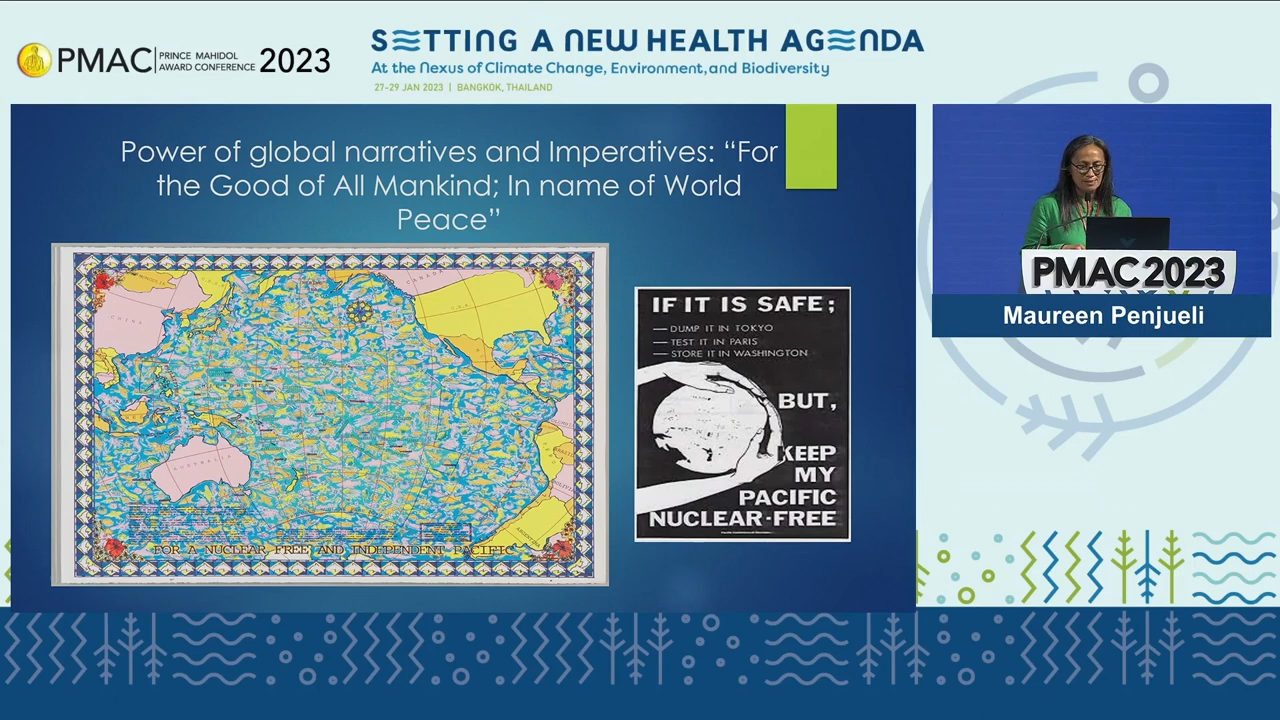 PMAC
PRINCE MAHIDOL
AWARD CONFERENCE
2023
SETTING A NEW HEALTH AGENDA
At the Nexus of Climate Change, Environment, and Biodiversity
27-29 JAN 2023 | BANGKOK, THAILAND
Power of global narratives and Imperatives: “For
the Good of All Mankind; In name of World
Peace”
CANADA
U.S.A.
CHINA
AUSTRALIA
FOR A NUCLEAR FREE AND INDEPENDENT PACIFIC
IF IT IS SAFE;
— DUMP IT IN TOKYO
— TEST IT IN PARIS
— STORE IT IN WASHINGTON
BUT,
KEEP
MY
PACIFIC
NUCLEAR-FREE
PMAC 2023
Maureen Penjueli